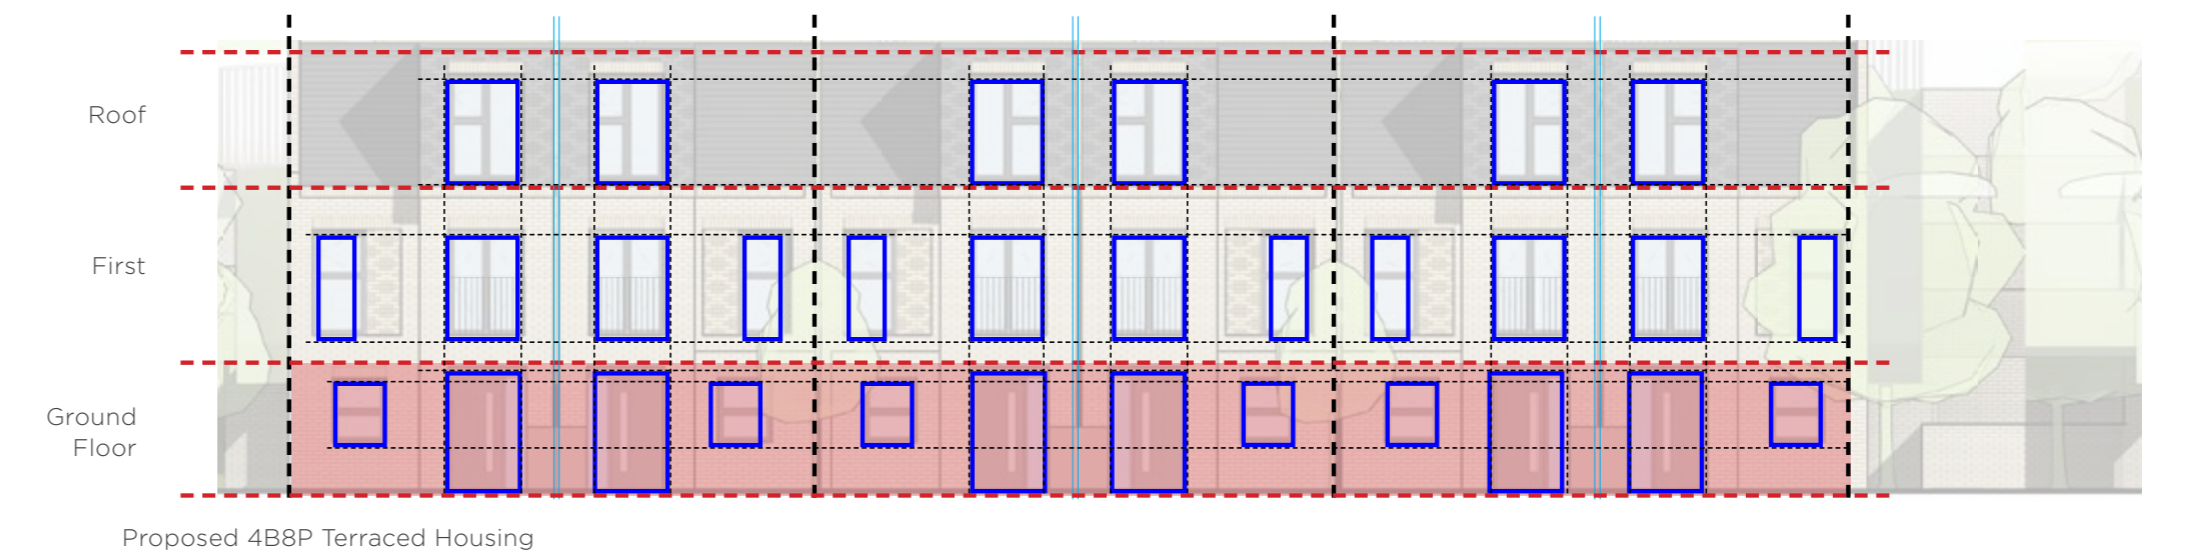 Roof
First
Ground
Floor
Proposed 4B8P Terraced Housing